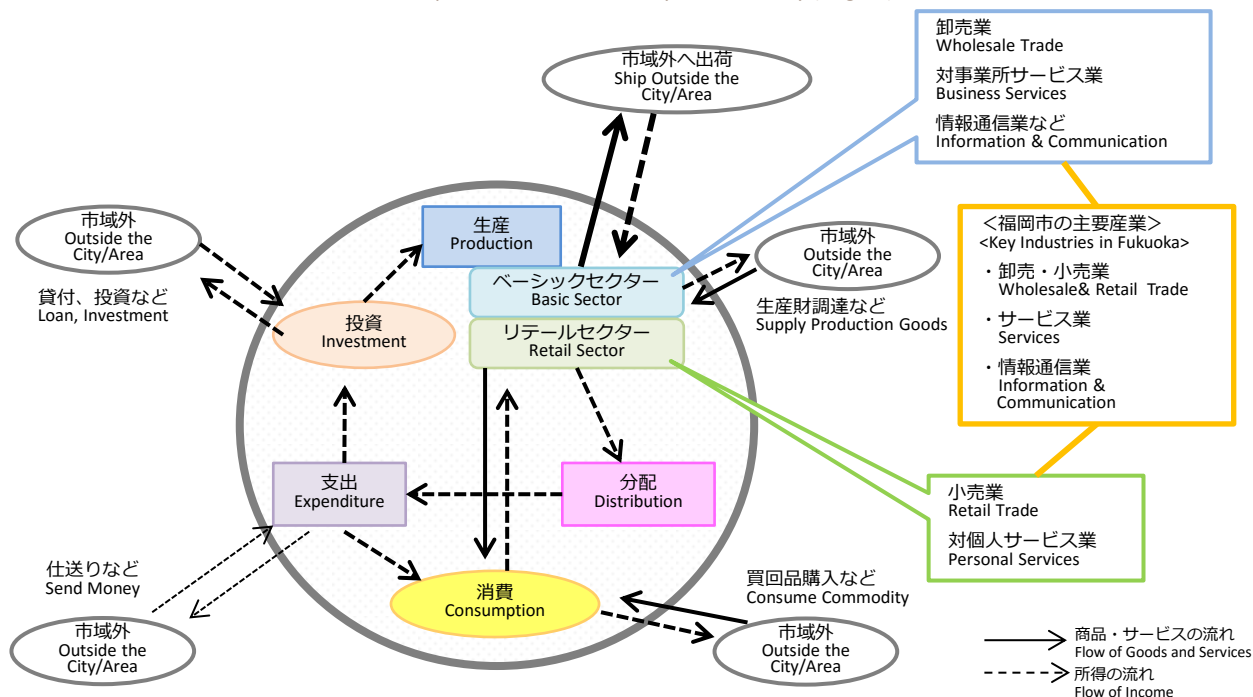 卸売業
Wholesale Trade
対事業所サービス業
Business Services
情報通信業など
Information & Communication
市域外へ出荷
Ship Outside the
City/Area
市域外
Outside the
City/Area
貸付、投資など
Loan, Investment
生産
Production
ベーシックセクター
Basic Sector
リテールセクター
Retail Sector
投資
Investment
市域外
Outside the
City/Area
生産財調達など
Supply Production Goods
<福岡市の主要産業>
<Key Industries in Fukuoka>
・卸売・小売業
Wholesale& Retail Trade
・サービス業
Services
・情報通信業
Information &
Communication
支出
Expenditure
分配
Distribution
小売業
Retail Trade
対個人サービス業
Personal Services
仕送りなど
Send Money
消費
Consumption
買回品購入など
Consume Commodity
市域外
Outside the
City/Area
市域外
Outside the
City/Area
商品・サービスの流れ
Flow of Goods and Services
所得の流れ
Flow of Income